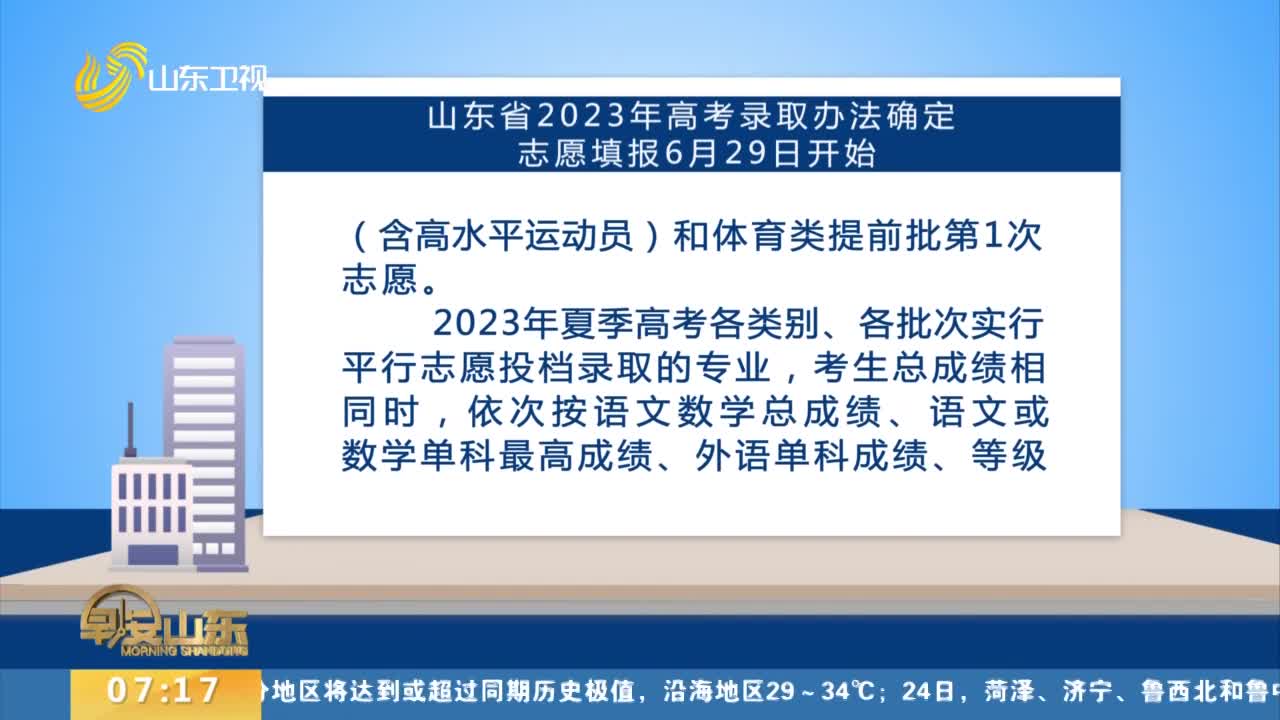 山东卫视
山东省2023年高考录取办法确定
志愿填报6月29日开始
（含高水平运动员）和体育类提前批第1次
志愿。
2023年夏季高考各类别、各批次实行
平行志愿投档录取的专业，考生总成绩相
同时，依次按语文数学总成绩、语文或
数学单科最高成绩、外语单科成绩、等级
早安山东
MORNING SHANDONG
07:17
地区将达到或超过同期历史极值，沿海地区29～34℃；24日，菏泽、济宁、鲁西北和鲁中